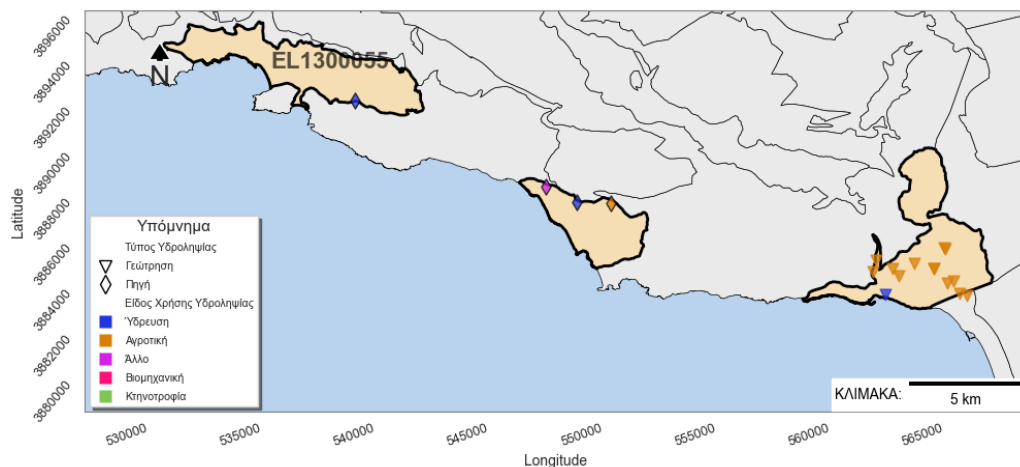 3896000
3894000
3892000
3890000
3888000
3886000
3884000
3882000
3880000
Latitude
N
EL1300055
Υπόμνημα
Τύπος Υδροληψίας
Γεώτρηση
Πηγή
Είδος Χρήσης Υδροληψίας
Ύδρευση
Αγροτική
Άλλο
Βιομηχανική
Κτηνοτροφία
ΚΛΙΜΑΚΑ:
5 km
530000
535000
540000
545000
550000
555000
560000
565000
Longitude